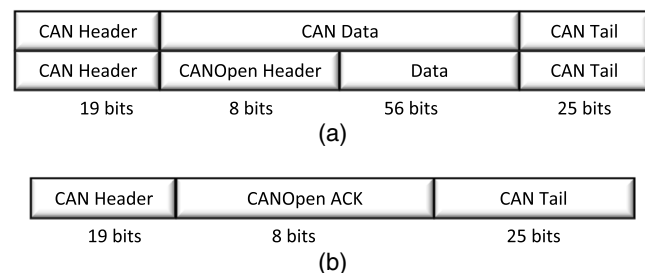 CAN Header CAN Data CAN Tail
CAN Header CANOpen Header Data CAN Tail
19 bits 8 bits 56 bits 25 bits
(a)
CAN Header CANOpen ACK CAN Tail
19 bits 8 bits 25 bits
(b)